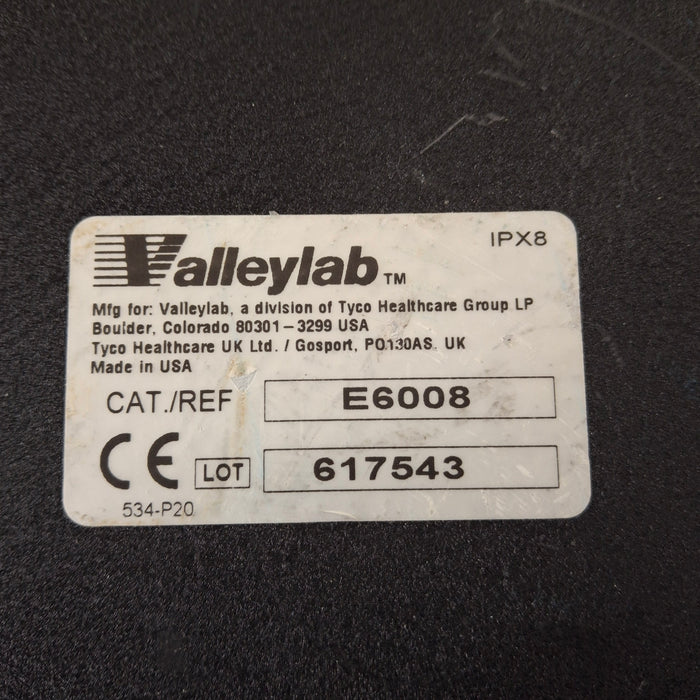 Valleylab™
IPX8
Mfg for: Valleylab, a division of Tyco Healthcare Group LP
Boulder, Colorado 80301-3299 USA
Tyco Healthcare UK Ltd. / Gosport, PO130AS. UK
Made in USA
CAT./REF E6008
CE LOT 617543
534-P20